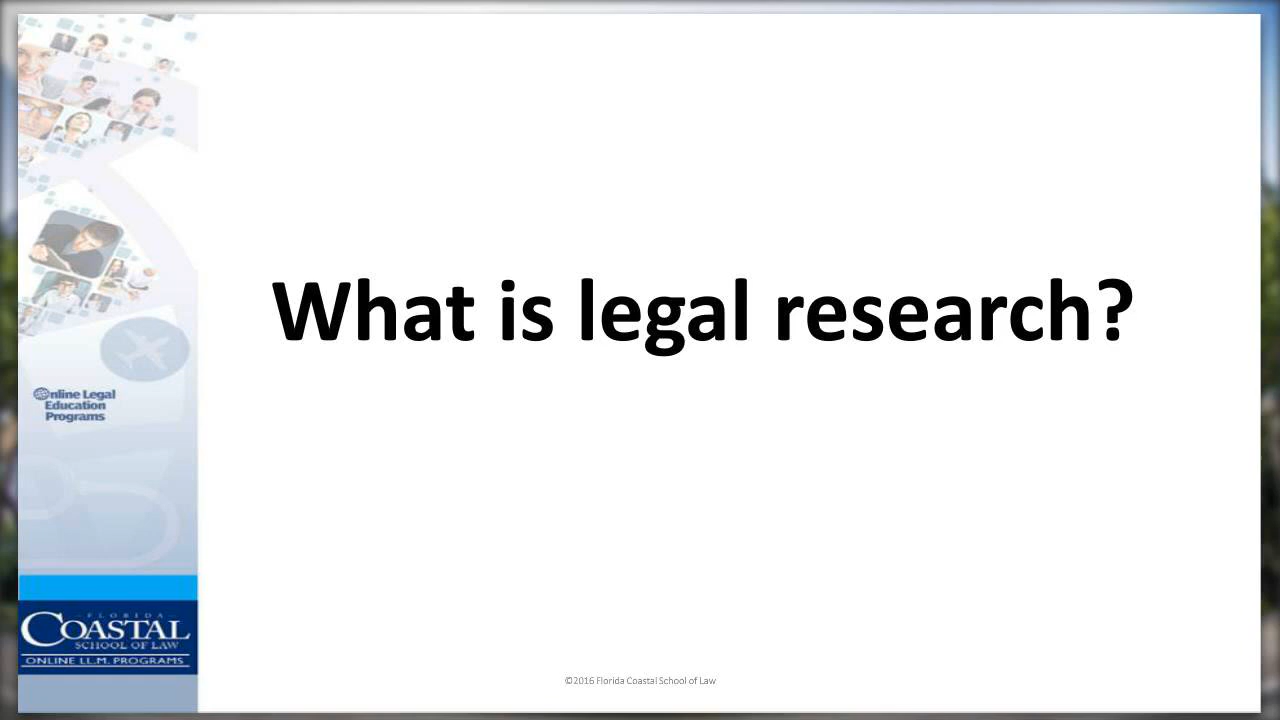 What is legal research?
Online Legal
Education
Programs
FLORIDA
COASTAL
SCHOOL OF LAW
ONLINE LL.M. PROGRAMS
©2016 Florida Coastal School of Law